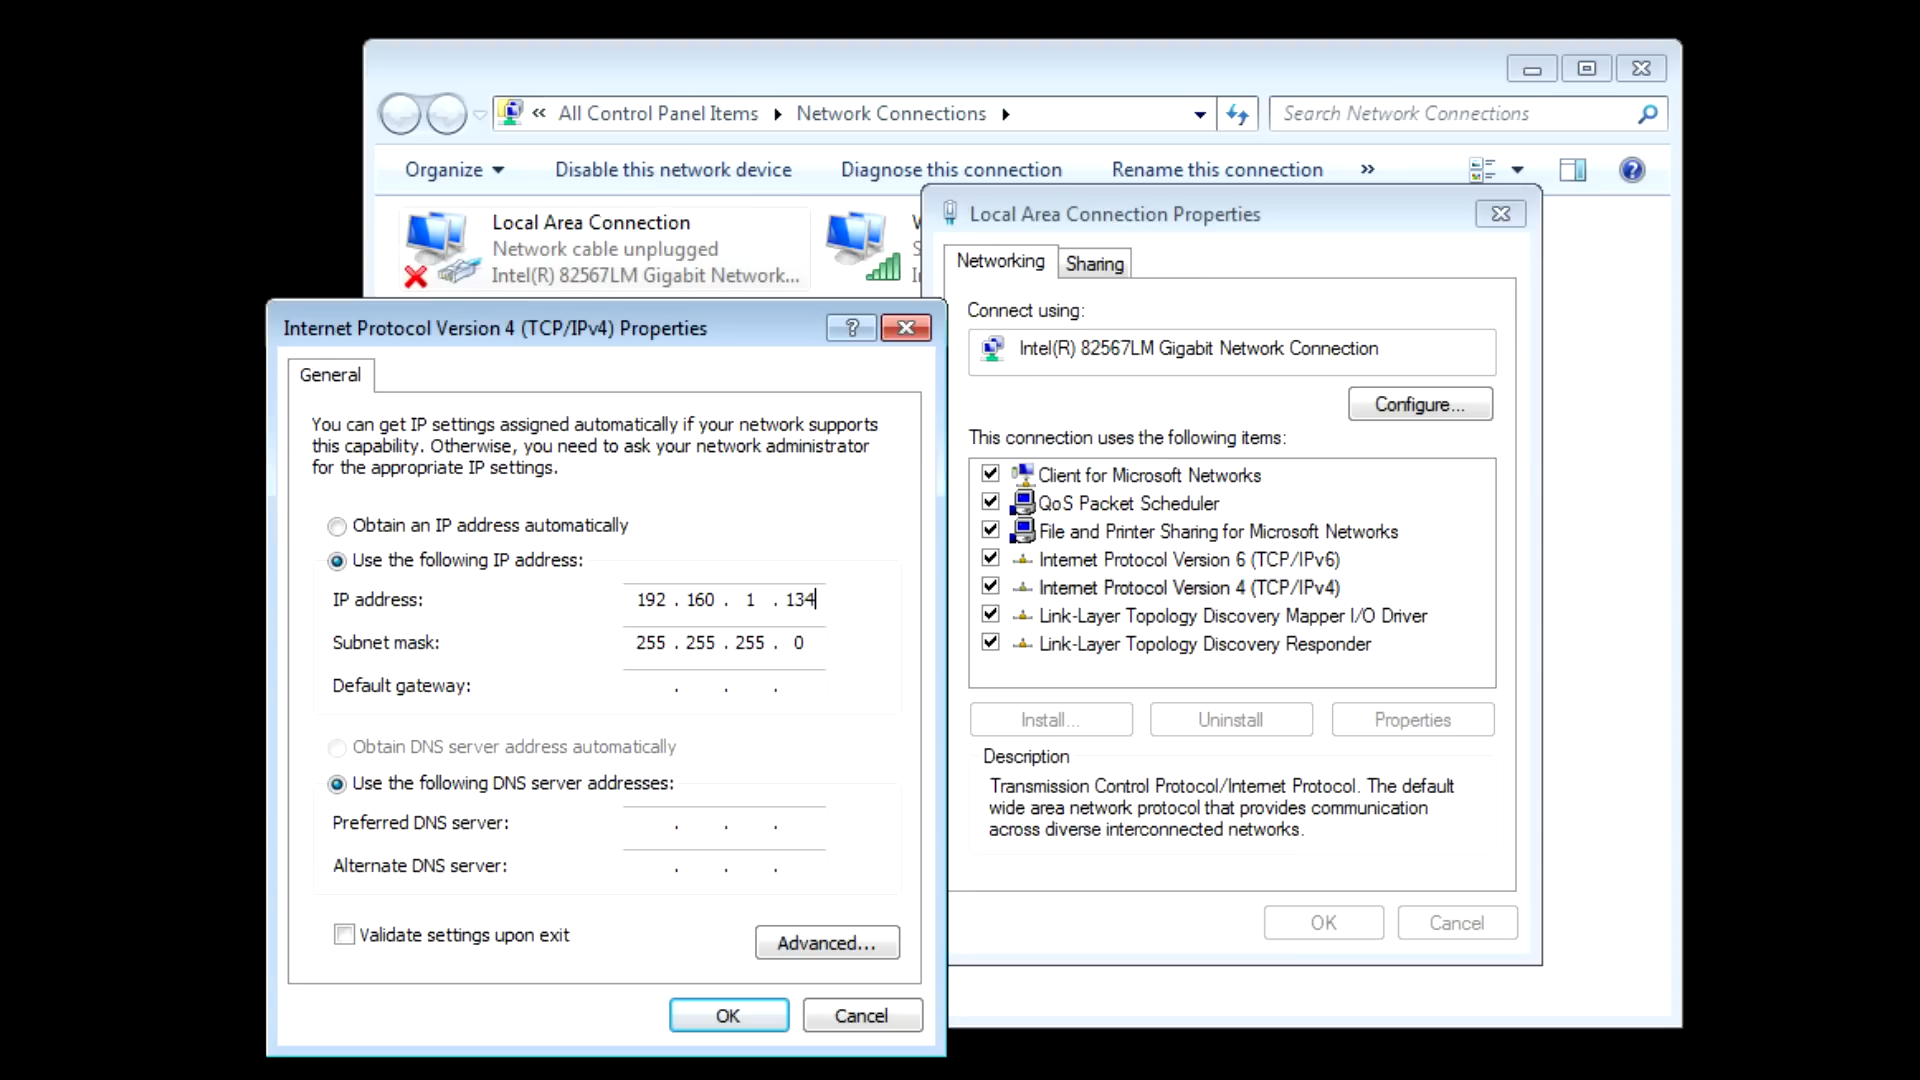 « All Control Panel Items ▶ Network Connections ▶
Search Network Connections
Organize
Disable this network device
Diagnose this connection
Rename this connection
»
Local Area Connection
Network cable unplugged
Intel(R) 82567LM Gigabit Network...
Local Area Connection Properties
Networking
Sharing
Connect using:
Intel(R) 82567LM Gigabit Network Connection
Configure...
This connection uses the following items:
Client for Microsoft Networks
QoS Packet Scheduler
File and Printer Sharing for Microsoft Networks
Internet Protocol Version 6 (TCP/IPv6)
Internet Protocol Version 4 (TCP/IPv4)
Link-Layer Topology Discovery Mapper I/O Driver
Link-Layer Topology Discovery Responder
Install...
Uninstall
Properties
Description
Transmission Control Protocol/Internet Protocol. The default
wide area network protocol that provides communication
across diverse interconnected networks.
OK
Cancel
Internet Protocol Version 4 (TCP/IPv4) Properties
General
You can get IP settings assigned automatically if your network supports
this capability. Otherwise, you need to ask your network administrator
for the appropriate IP settings.
Obtain an IP address automatically
Use the following IP address:
IP address: 192 . 160 . 1 . 134
Subnet mask: 255 . 255 . 255 . 0
Default gateway: . . .
Obtain DNS server address automatically
Use the following DNS server addresses:
Preferred DNS server: . . .
Alternate DNS server: . . .
Validate settings upon exit
Advanced...
OK
Cancel